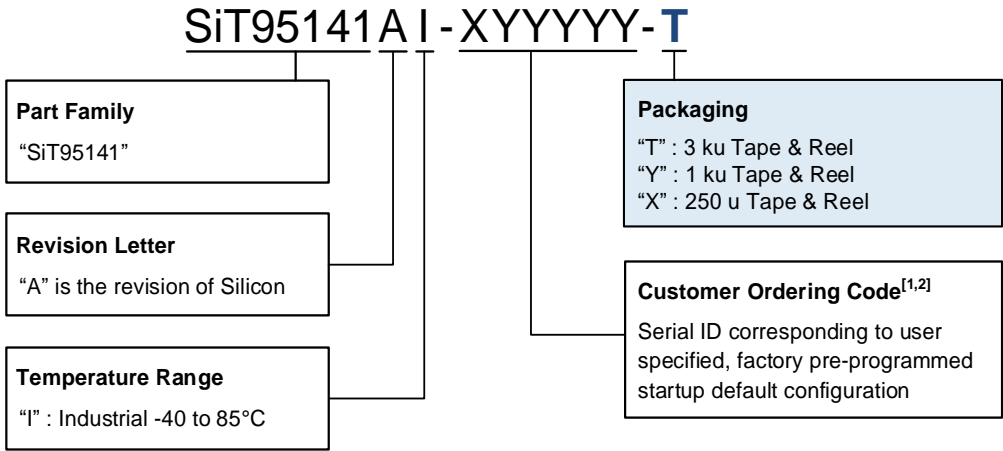 SiT95141AI-XYYYYY-T
Part Family
“SiT95141”
Revision Letter
“A” is the revision of Silicon
Temperature Range
“I” : Industrial -40 to 85°C
Packaging
“T” : 3 ku Tape & Reel
“Y” : 1 ku Tape & Reel
“X” : 250 u Tape & Reel
Customer Ordering Code[1,2]
Serial ID corresponding to user
specified, factory pre-programmed
startup default configuration